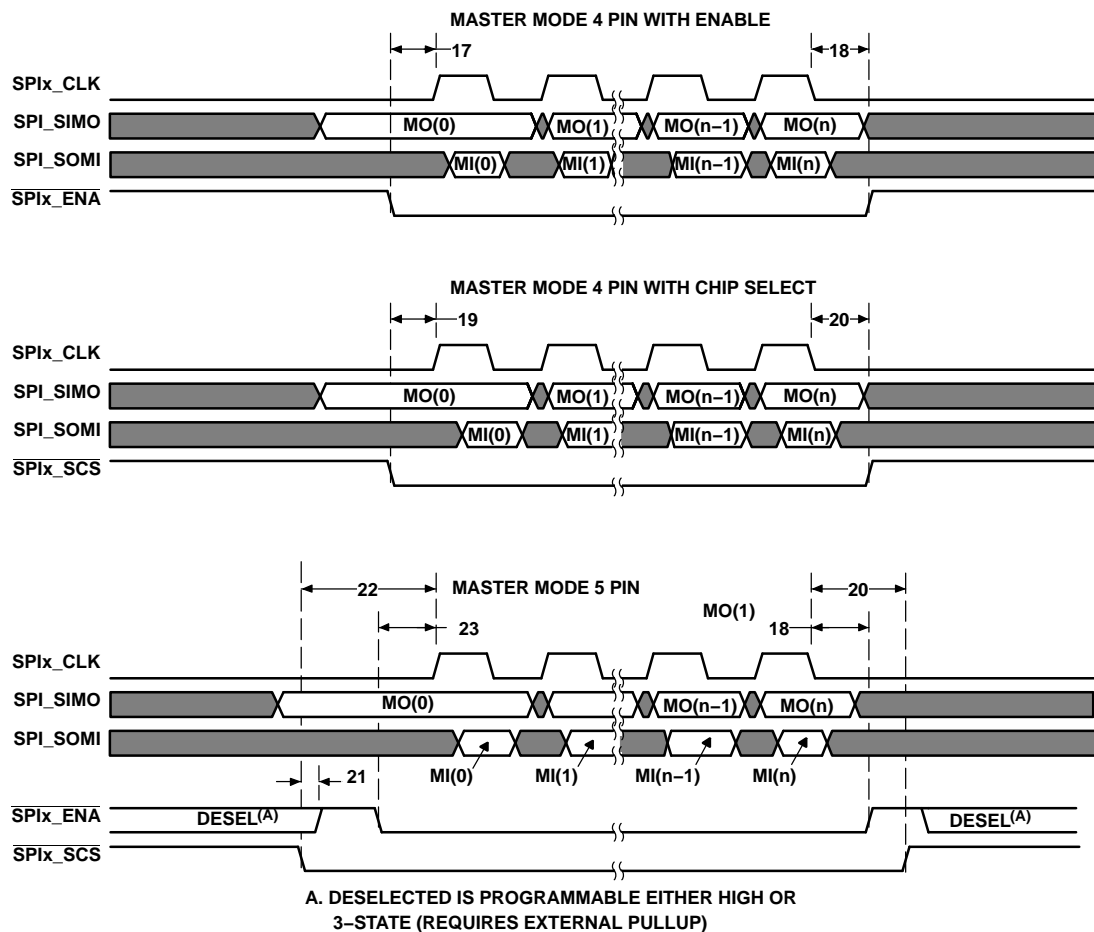 MASTER MODE 4 PIN WITH ENABLE
17
18
SPIx_CLK
SPI_SIMO
MO(0)
MO(1)
MO(n−1)
MO(n)
SPI_SOMI
MI(0)
MI(1)
MI(n−1)
MI(n)
SPIx_ENA
MASTER MODE 4 PIN WITH CHIP SELECT
19
20
SPIx_CLK
SPI_SIMO
MO(0)
MO(1)
MO(n−1)
MO(n)
SPI_SOMI
MI(0)
MI(1)
MI(n−1)
MI(n)
SPIx_SCS
22
MASTER MODE 5 PIN
20
MO(1)
23
18
SPIx_CLK
SPI_SIMO
MO(0)
MO(n−1)
MO(n)
SPI_SOMI
MI(0)
MI(1)
MI(n−1)
MI(n)
21
SPIx_ENA
DESEL(A)
DESEL(A)
SPIx_SCS
A. DESELECTED IS PROGRAMMABLE EITHER HIGH OR
3−STATE (REQUIRES EXTERNAL PULLUP)